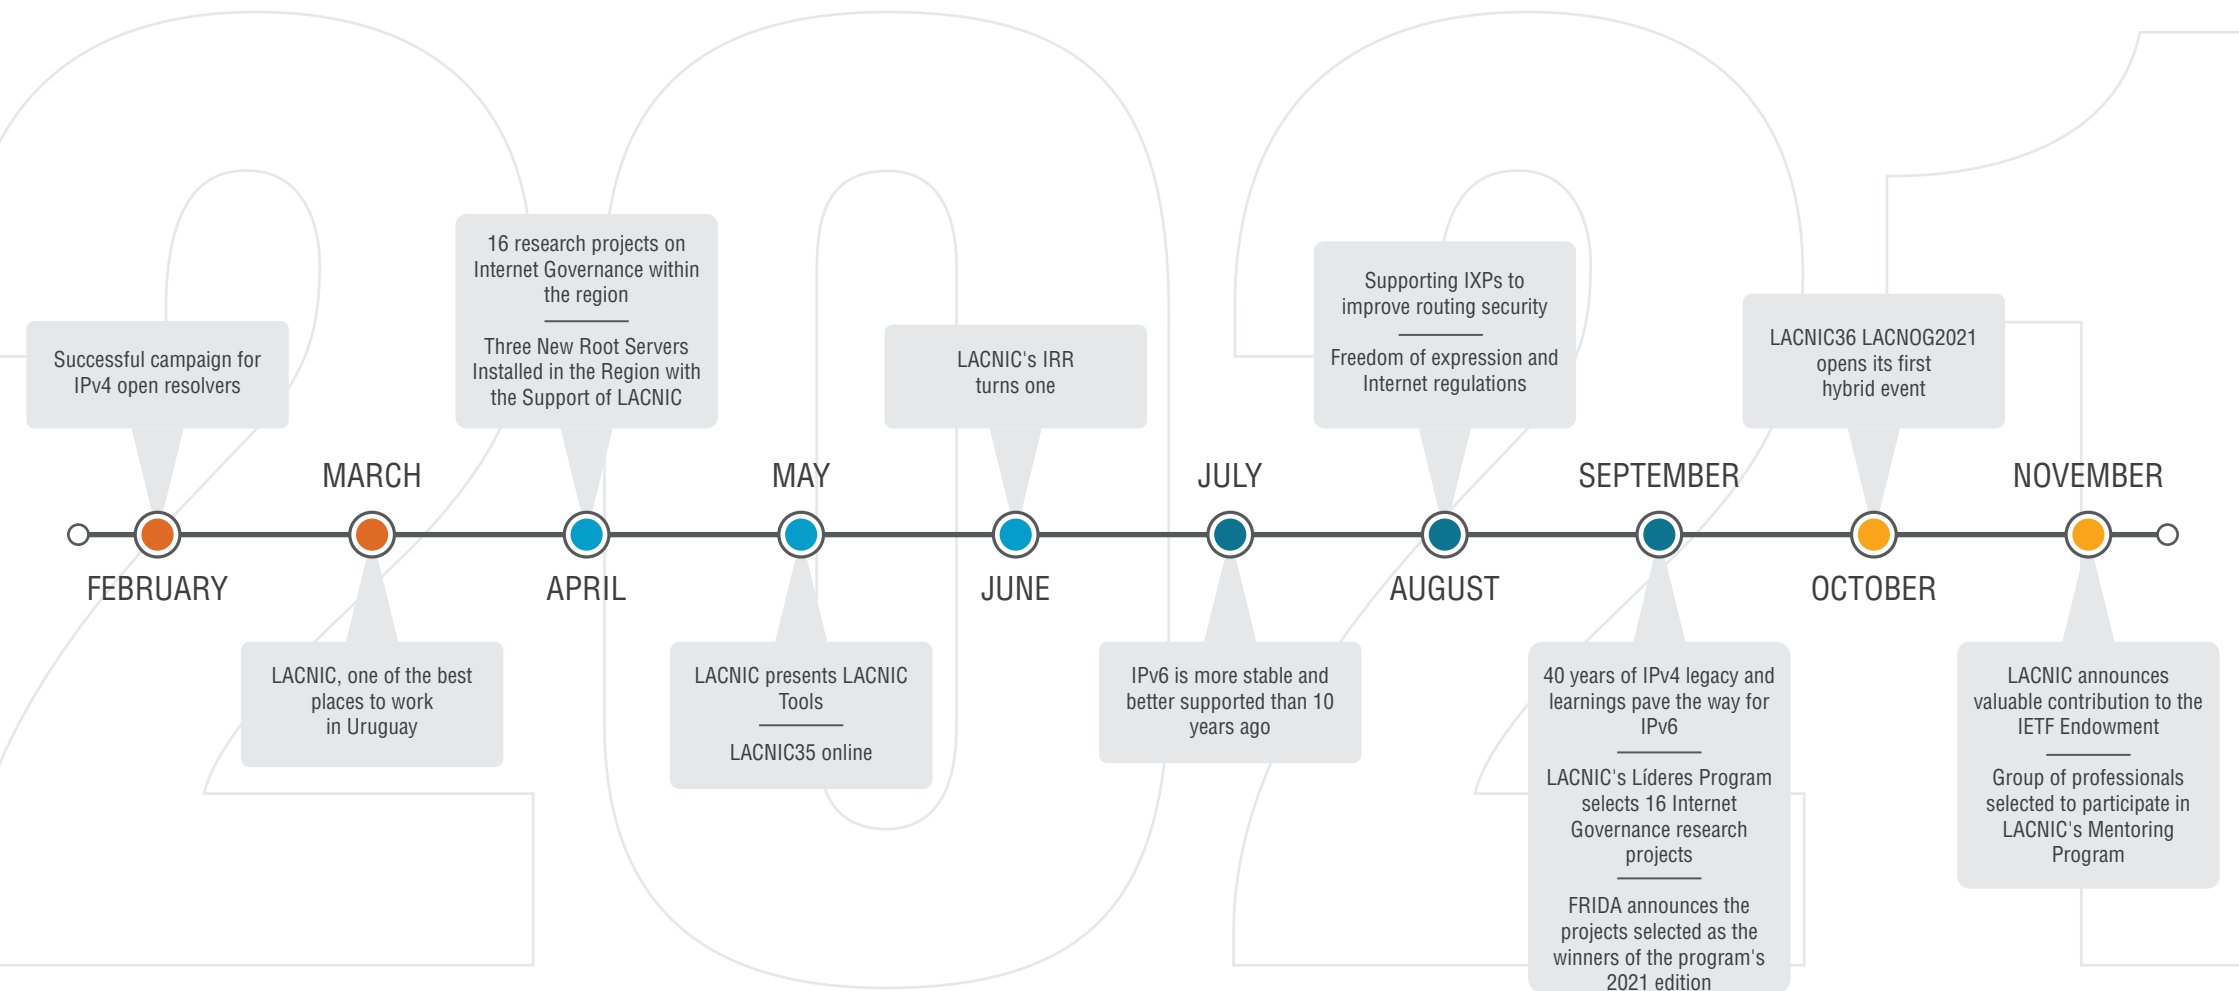 Successful campaign for
IPv4 open resolvers
FEBRUARY
MARCH
LACNIC, one of the best
places to work
in Uruguay
16 research projects on
Internet Governance within
the region
Three New Root Servers
Installed in the Region with
the Support of LACNIC
APRIL
MAY
LACNIC presents LACNIC
Tools
LACNIC35 online
LACNIC's IRR
turns one
JUNE
JULY
IPv6 is more stable and
better supported than 10
years ago
Supporting IXPs to
improve routing security
Freedom of expression and
Internet regulations
AUGUST
SEPTEMBER
40 years of IPv4 legacy and
learnings pave the way for
IPv6
LACNIC's Líderes Program
selects 16 Internet
Governance research
projects
FRIDA announces the
projects selected as the
winners of the program's
2021 edition
LACNIC36 LACNOG2021
opens its first
hybrid event
OCTOBER
NOVEMBER
LACNIC announces
valuable contribution to the
IETF Endowment
Group of professionals
selected to participate in
LACNIC's Mentoring
Program
2021